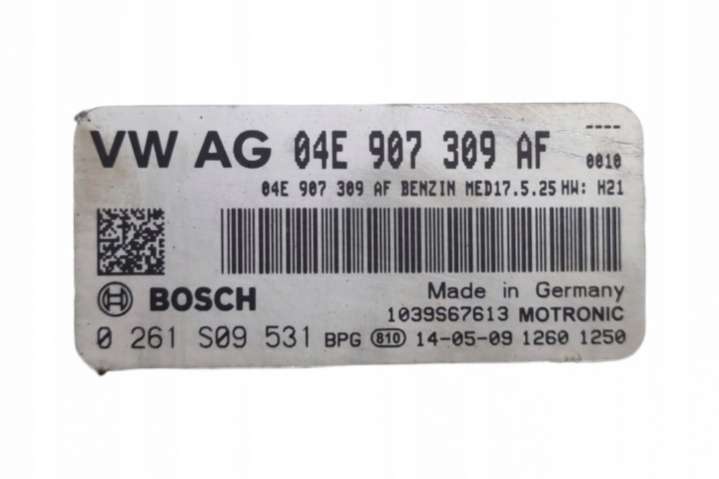 VW AG 04E 907 309 AF ----
0010
04E 907 309 AF BENZIN MED17.5.25 HW: H21
BOSCH
Made in Germany
1039S67613 MOTRONIC
0 261 S09 531 BPG 810 14-05-09 1260 1250